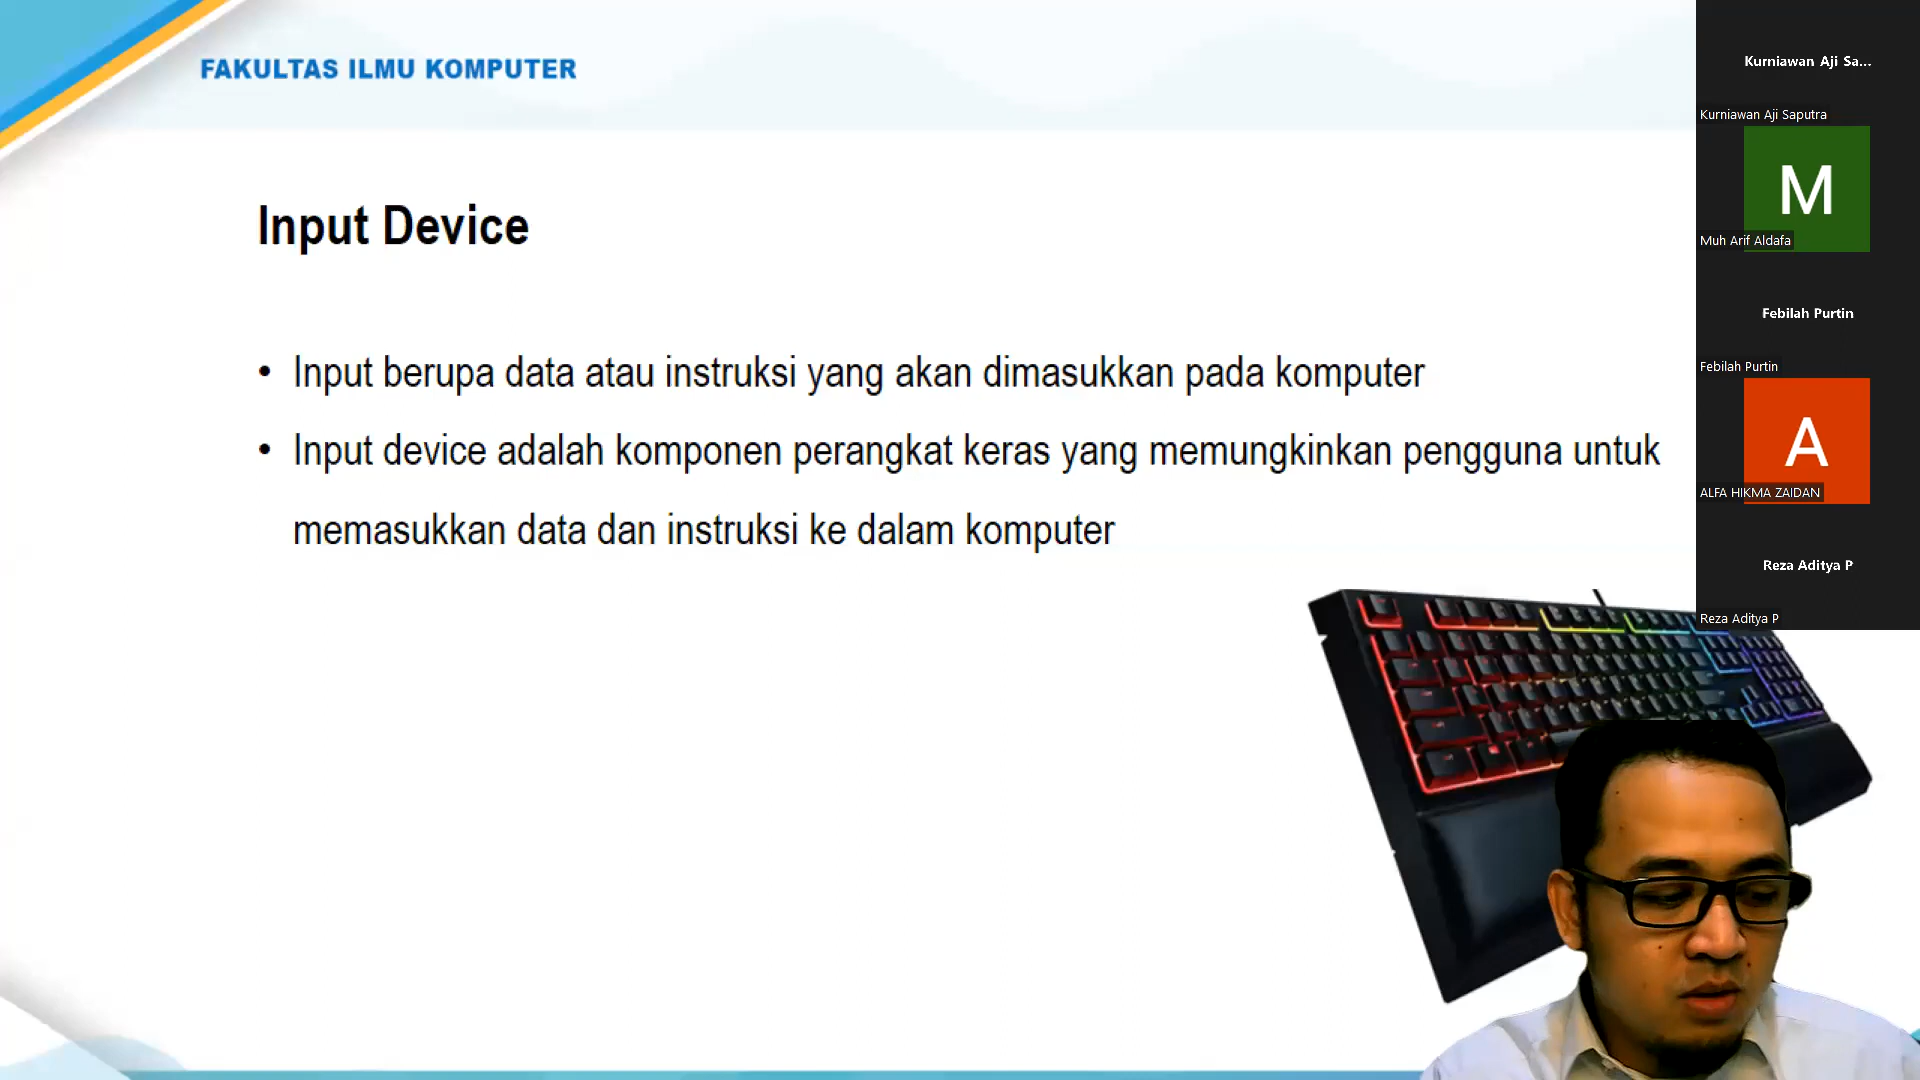 FAKULTAS ILMU KOMPUTER
Input Device
• Input berupa data atau instruksi yang akan dimasukkan pada komputer
• Input device adalah komponen perangkat keras yang memungkinkan pengguna untuk
memasukkan data dan instruksi ke dalam komputer
Kurniawan Aji Sa...
Kurniawan Aji Saputra
M
Muh Arif Aldafa
Febilah Purtin
Febilah Purtin
A
ALFA HIKMA ZAIDAN
Reza Aditya P
Reza Aditya P